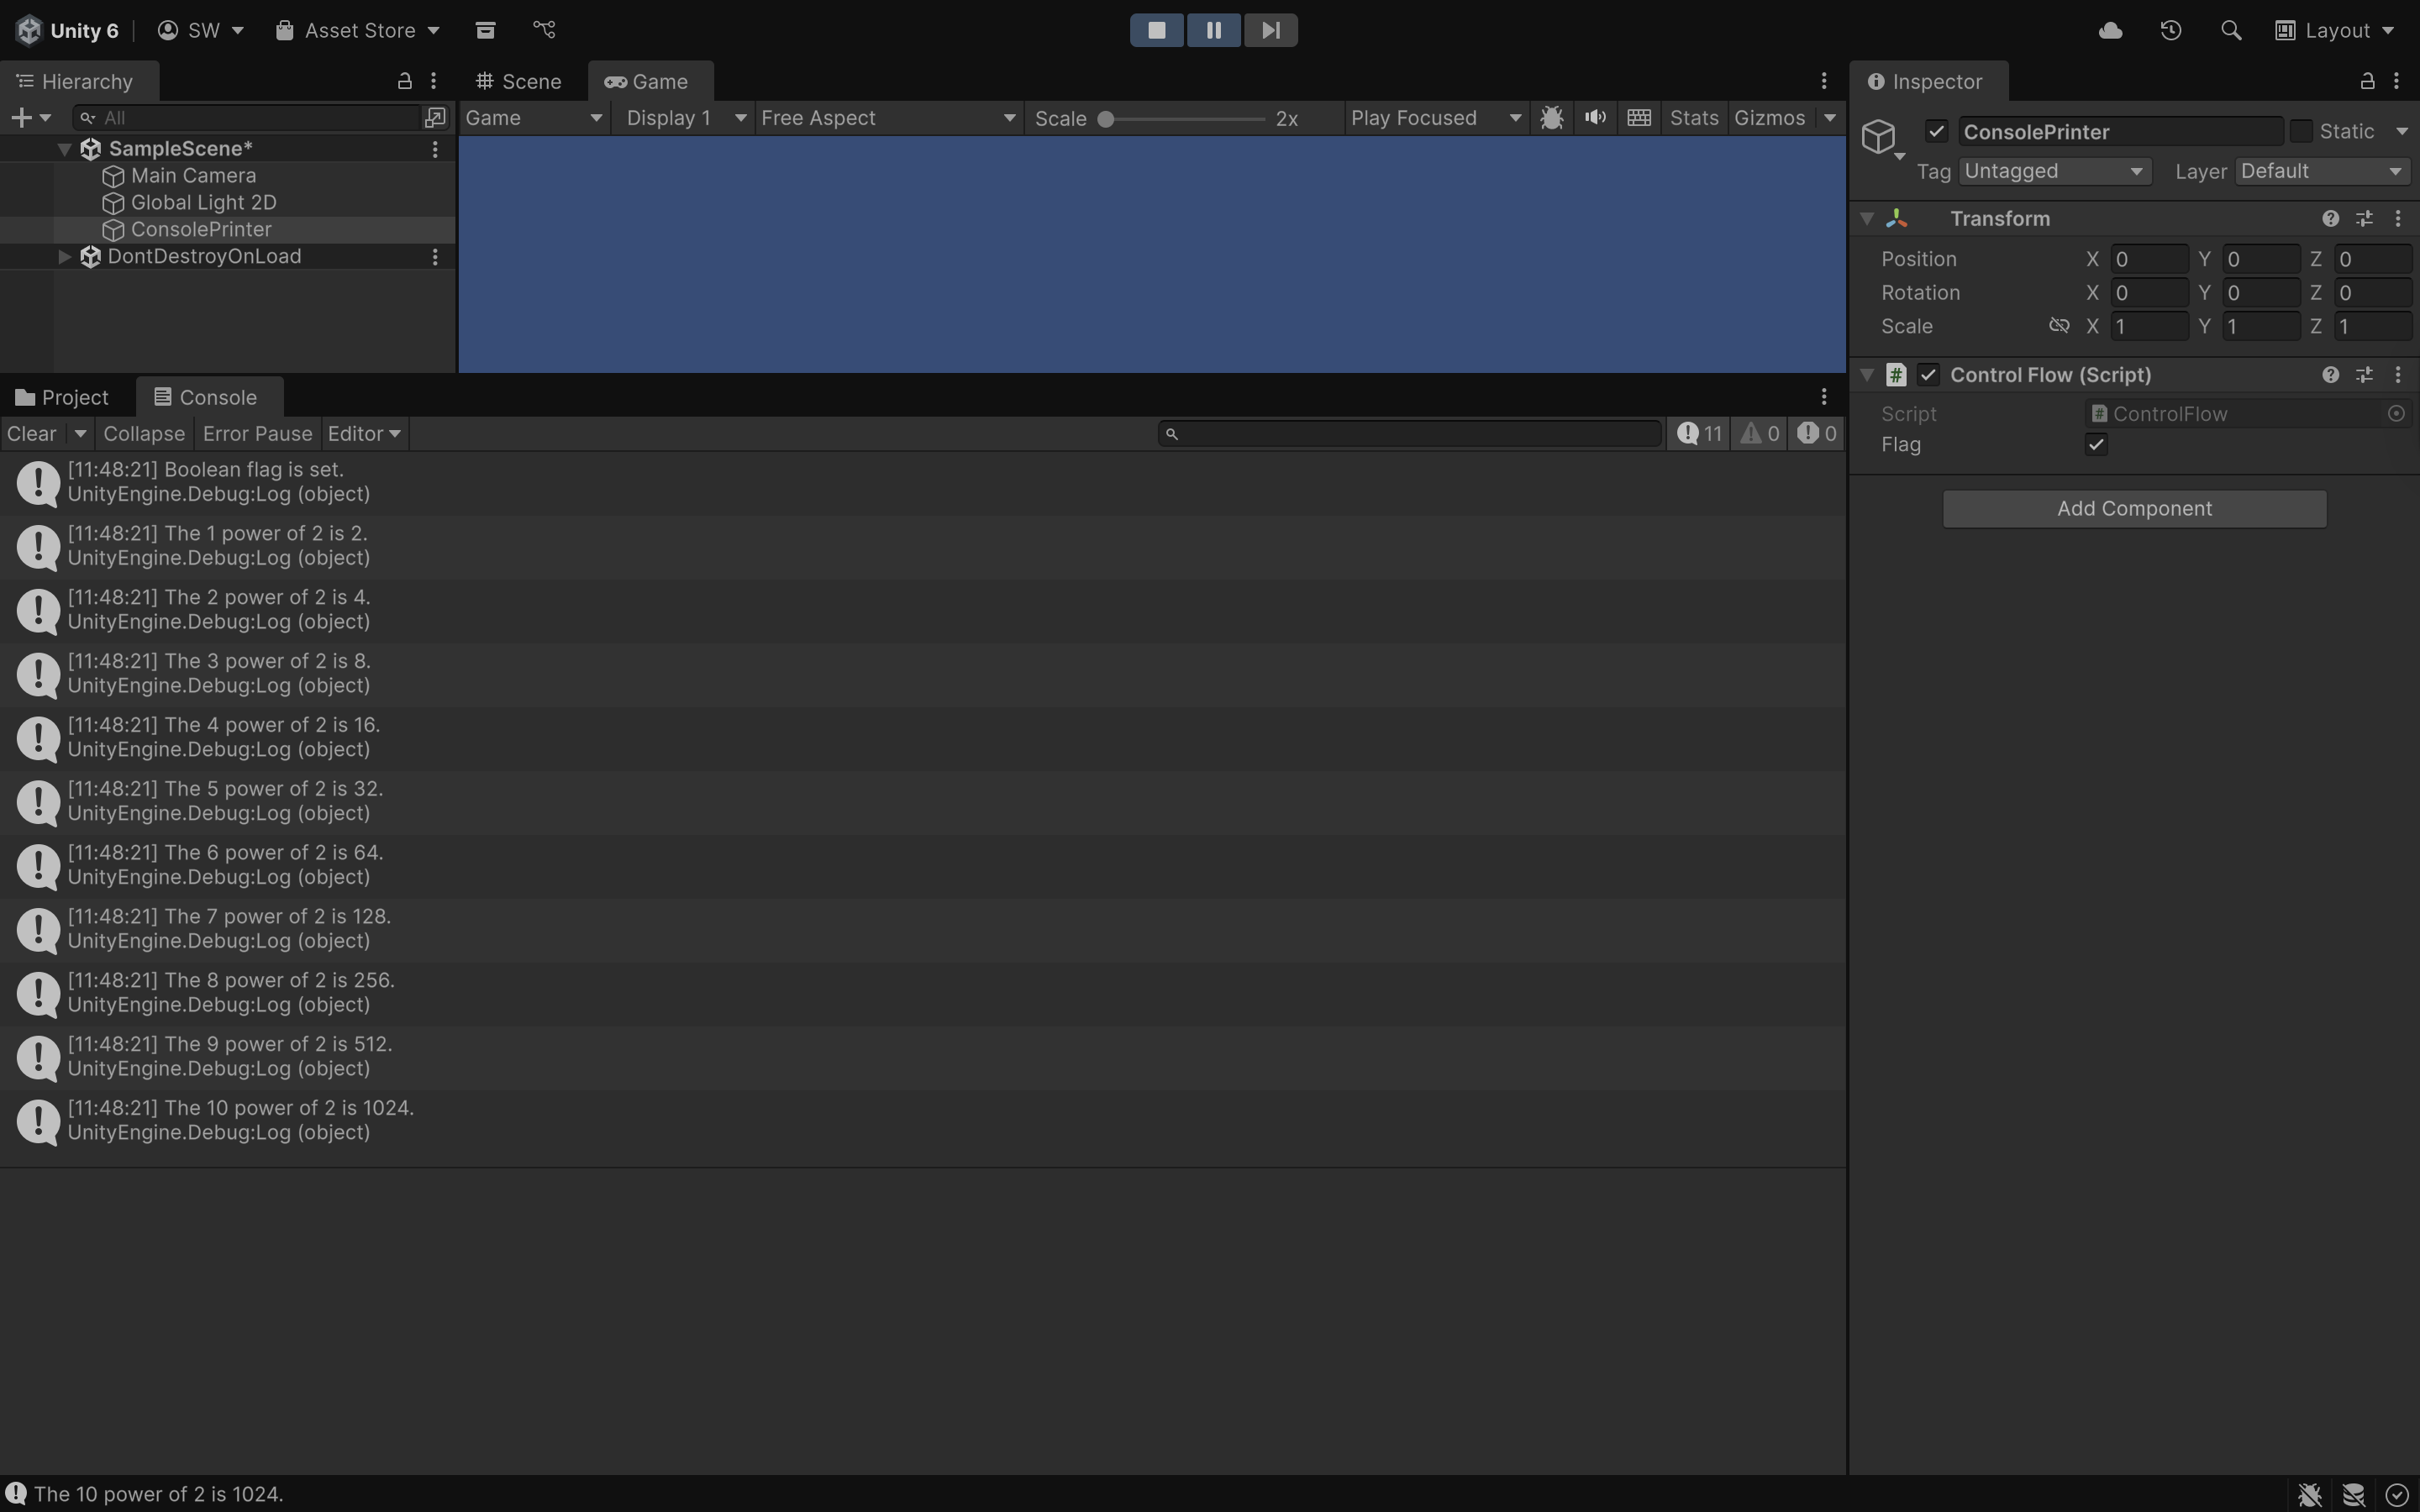 Unity 6 SW Asset Store Layout
Hierarchy
All
SampleScene*
Main Camera
Global Light 2D
ConsolePrinter
DontDestroyOnLoad
Scene Game
Game Display 1 Free Aspect Scale 2x Play Focused Stats Gizmos
Project Console
Clear Collapse Error Pause Editor 11 0 0
[11:48:21] Boolean flag is set.
UnityEngine.Debug:Log (object)
[11:48:21] The 1 power of 2 is 2.
UnityEngine.Debug:Log (object)
[11:48:21] The 2 power of 2 is 4.
UnityEngine.Debug:Log (object)
[11:48:21] The 3 power of 2 is 8.
UnityEngine.Debug:Log (object)
[11:48:21] The 4 power of 2 is 16.
UnityEngine.Debug:Log (object)
[11:48:21] The 5 power of 2 is 32.
UnityEngine.Debug:Log (object)
[11:48:21] The 6 power of 2 is 64.
UnityEngine.Debug:Log (object)
[11:48:21] The 7 power of 2 is 128.
UnityEngine.Debug:Log (object)
[11:48:21] The 8 power of 2 is 256.
UnityEngine.Debug:Log (object)
[11:48:21] The 9 power of 2 is 512.
UnityEngine.Debug:Log (object)
[11:48:21] The 10 power of 2 is 1024.
UnityEngine.Debug:Log (object)
Inspector
ConsolePrinter Static
Tag Untagged Layer Default
Transform
Position X 0 Y 0 Z 0
Rotation X 0 Y 0 Z 0
Scale X 1 Y 1 Z 1
# Control Flow (Script)
Script # ControlFlow
Flag
Add Component
The 10 power of 2 is 1024.